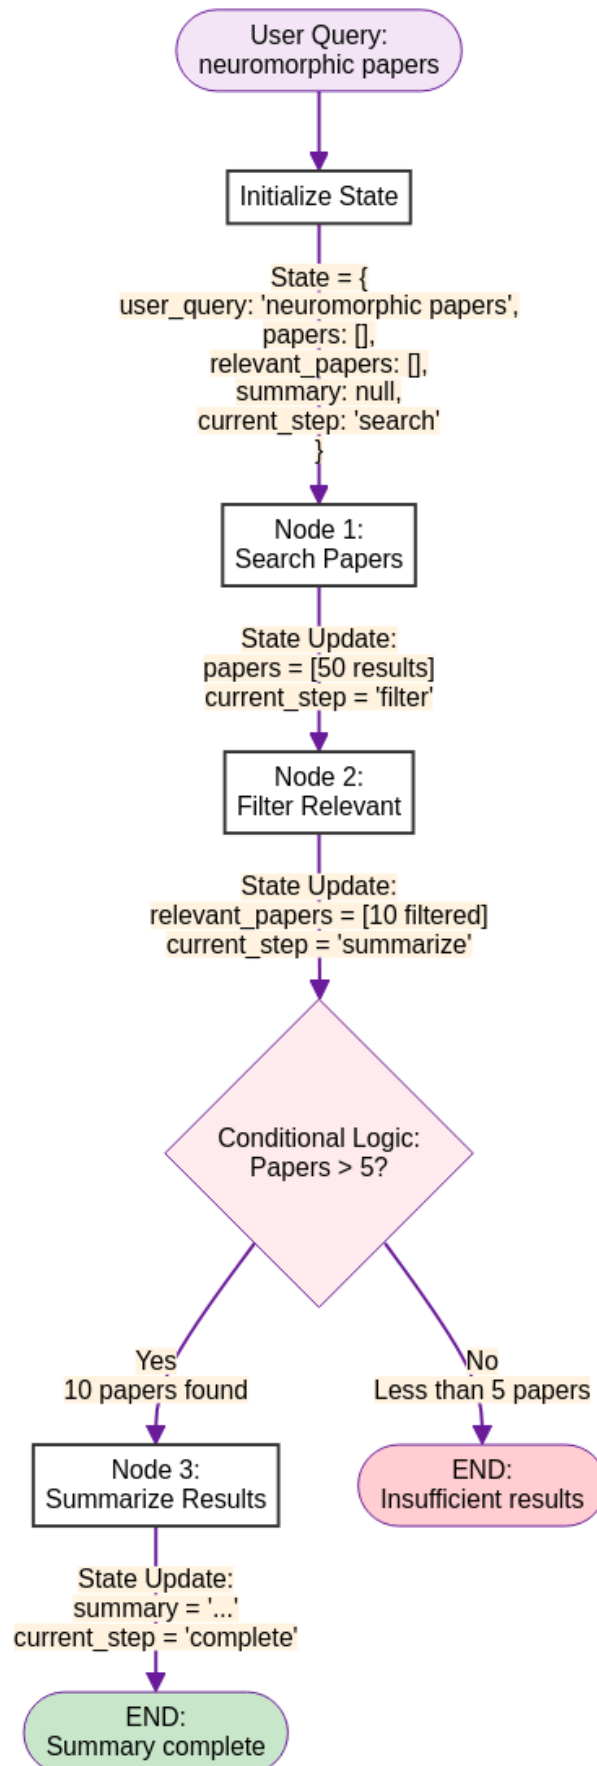 User Query:
neuromorphic papers
Initialize State
State = {
user_query: 'neuromorphic papers',
papers: [],
relevant_papers: [],
summary: null,
current_step: 'search'
}
Node 1:
Search Papers
State Update:
papers = [50 results]
current_step = 'filter'
Node 2:
Filter Relevant
State Update:
relevant_papers = [10 filtered]
current_step = 'summarize'
Conditional Logic:
Papers > 5?
Yes
10 papers found
No
Less than 5 papers
Node 3:
Summarize Results
END:
Insufficient results
State Update:
summary = '...'
current_step = 'complete'
END:
Summary complete